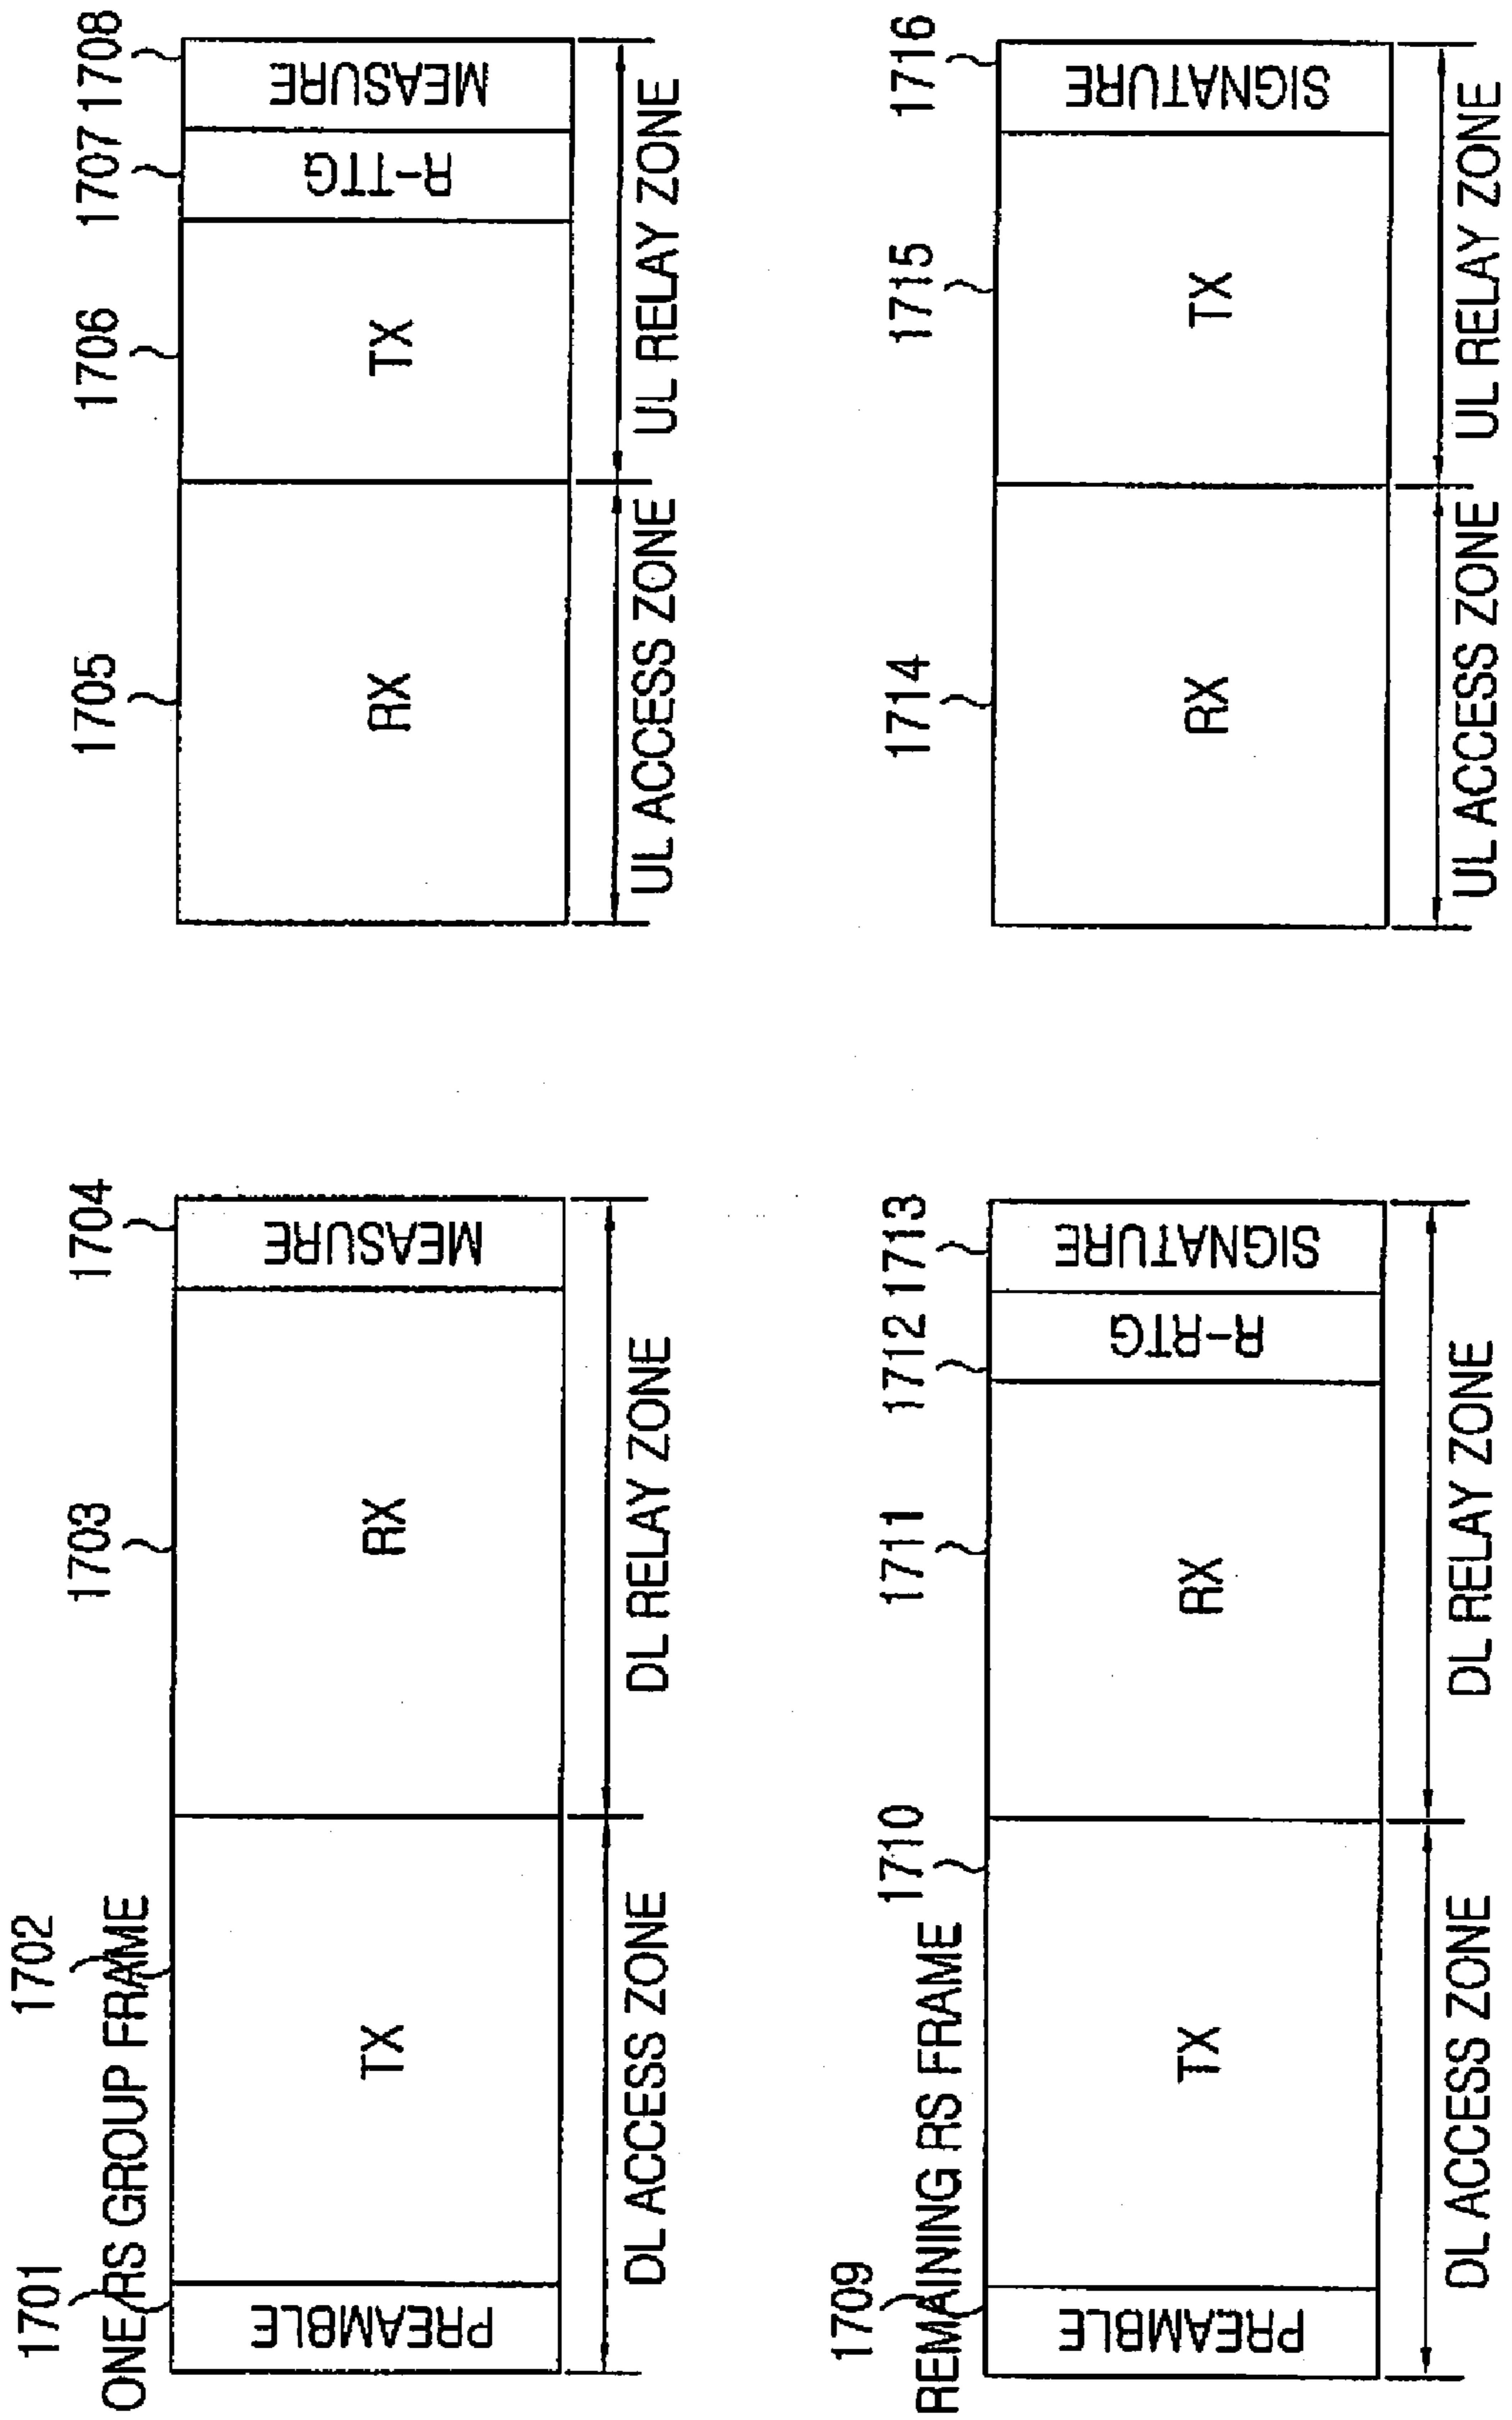 ONE RS GROUP FRAME
1701
1702
1703
1704
1705
1706
1707
1708
PREAMBLE
TX
RX
MEASURE
RX
TX
R-TTG
MEASURE
DL ACCESS ZONE
DL RELAY ZONE
UL ACCESS ZONE
UL RELAY ZONE
REMAINING RS FRAME
1709
1710
1711
1712
1713
1714
1715
1716
PREAMBLE
TX
RX
R-RTG
SIGNATURE
RX
TX
SIGNATURE
DL ACCESS ZONE
DL RELAY ZONE
UL ACCESS ZONE
UL RELAY ZONE